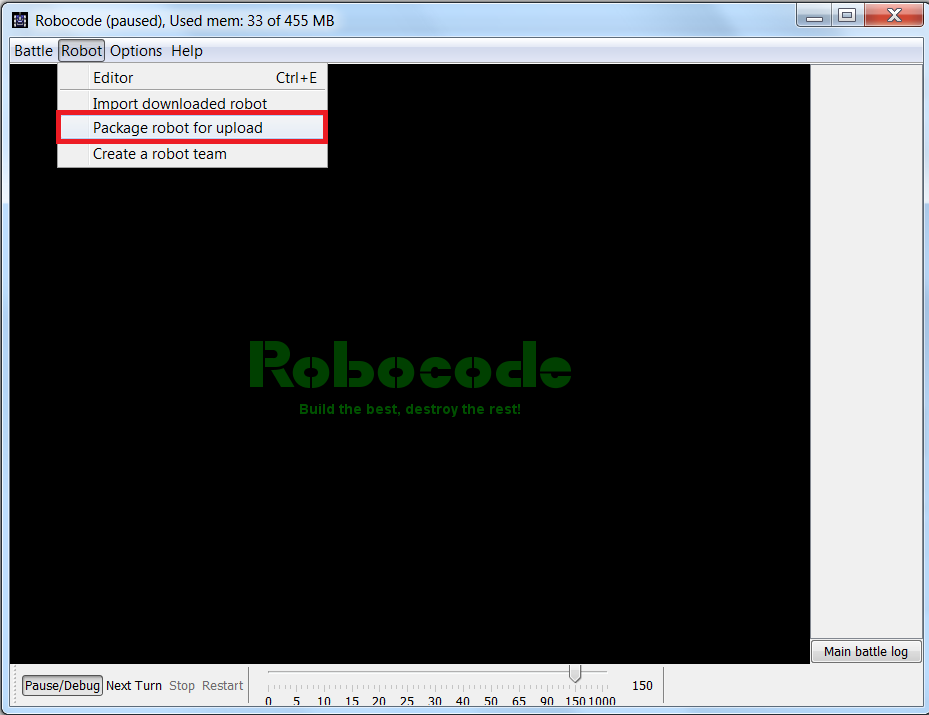 Robocode (paused), Used mem: 33 of 455 MB
Battle Robot Options Help
Editor Ctrl+E
Import downloaded robot
Package robot for upload
Create a robot team
Robocode
Build the best, destroy the rest!
Main battle log
Pause/Debug Next Turn Stop Restart 150
0 5 10 15 20 25 30 40 50 65 90 150 1000